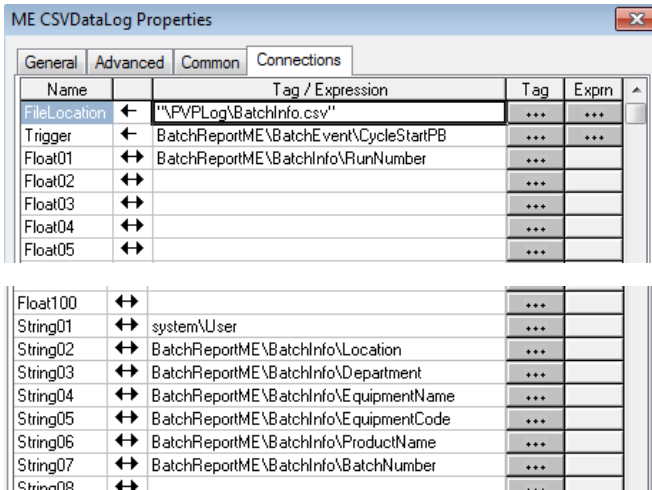 ME CSVDataLog Properties
General Advanced Common Connections
Name Tag / Expression Tag Exprn
FileLocation ← "\PVPLog\BatchInfo.csv" ... ...
Trigger ← BatchReportME\BatchEvent\CycleStartPB ... ...
Float01 ↔ BatchReportME\BatchInfo\RunNumber ...
Float02 ↔ ...
Float03 ↔ ...
Float04 ↔ ...
Float05 ↔ ...
Float100 ↔ ...
String01 ↔ system\User ...
String02 ↔ BatchReportME\BatchInfo\Location ...
String03 ↔ BatchReportME\BatchInfo\Department ...
String04 ↔ BatchReportME\BatchInfo\EquipmentName ...
String05 ↔ BatchReportME\BatchInfo\EquipmentCode ...
String06 ↔ BatchReportME\BatchInfo\ProductName ...
String07 ↔ BatchReportME\BatchInfo\BatchNumber ...
String08 ↔ ...